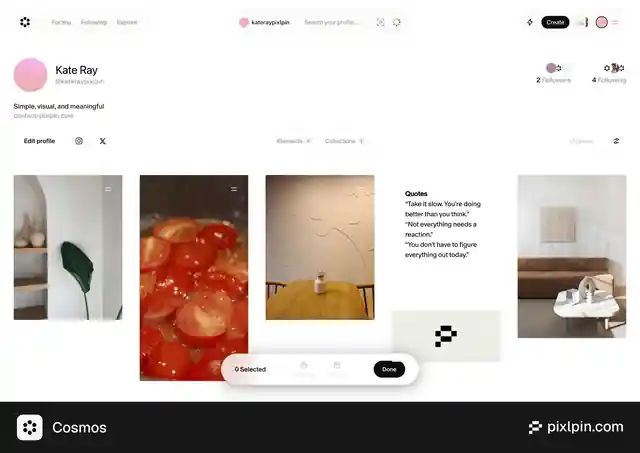 For You Following Explore
kateraypixlpin
Search your profile...
Create
Kate Ray
@kateraypixlpin
2 Followers
4 Following
Simple, visual, and meaningful
contact-pixlpin.com
Edit profile
Elements
Collections
Organize
Quotes
“Take it slow. You're doing
better than you think.”
“Not everything needs a
reaction.”
“You don't have to figure
everything out today.”
0 Selected
Done
Cosmos
pixlpin.com